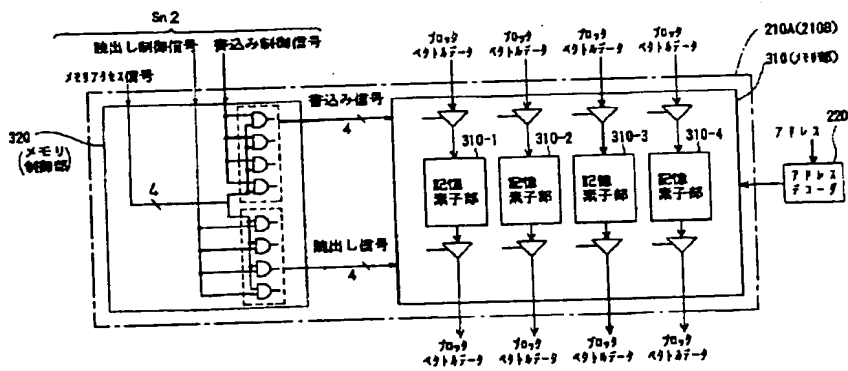 Sn2
読出し制御信号
書込み制御信号
メモリアクセス信号
ブロック
ベクトルデータ
ブロック
ベクトルデータ
ブロック
ベクトルデータ
ブロック
ベクトルデータ
210A(210B)
310(メモリ部)
320
(メモリ
制御部)
書込み信号
4
310-1
310-2
310-3
310-4
記憶
素子部
記憶
素子部
記憶
素子部
記憶
素子部
アドレス
220
アドレス
デコーダ
4
読出し信号
4
ブロック
ベクトルデータ
ブロック
ベクトルデータ
ブロック
ベクトルデータ
ブロック
ベクトルデータ